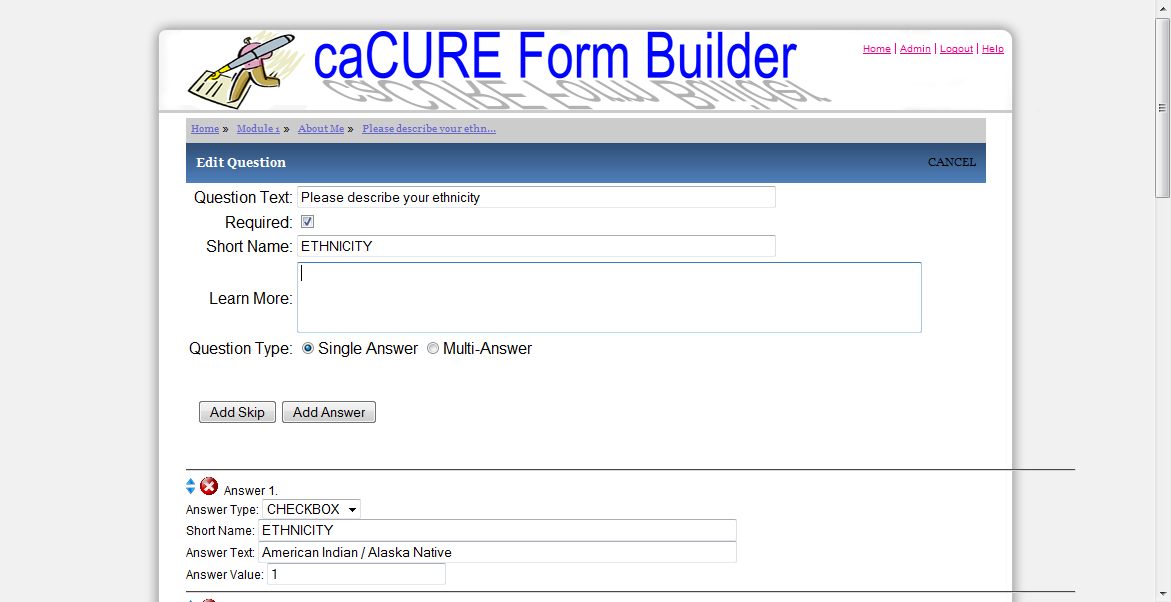 caCURE Form Builder
Home | Admin | Logout | Help
Home » Module 1 » About Me » Please describe your ethn...
Edit Question CANCEL
Question Text: Please describe your ethnicity
Required:
Short Name: ETHNICITY
Learn More:
Question Type: Single Answer Multi-Answer
Add Skip Add Answer
Answer 1.
Answer Type: CHECKBOX
Short Name: ETHNICITY
Answer Text: American Indian / Alaska Native
Answer Value: 1